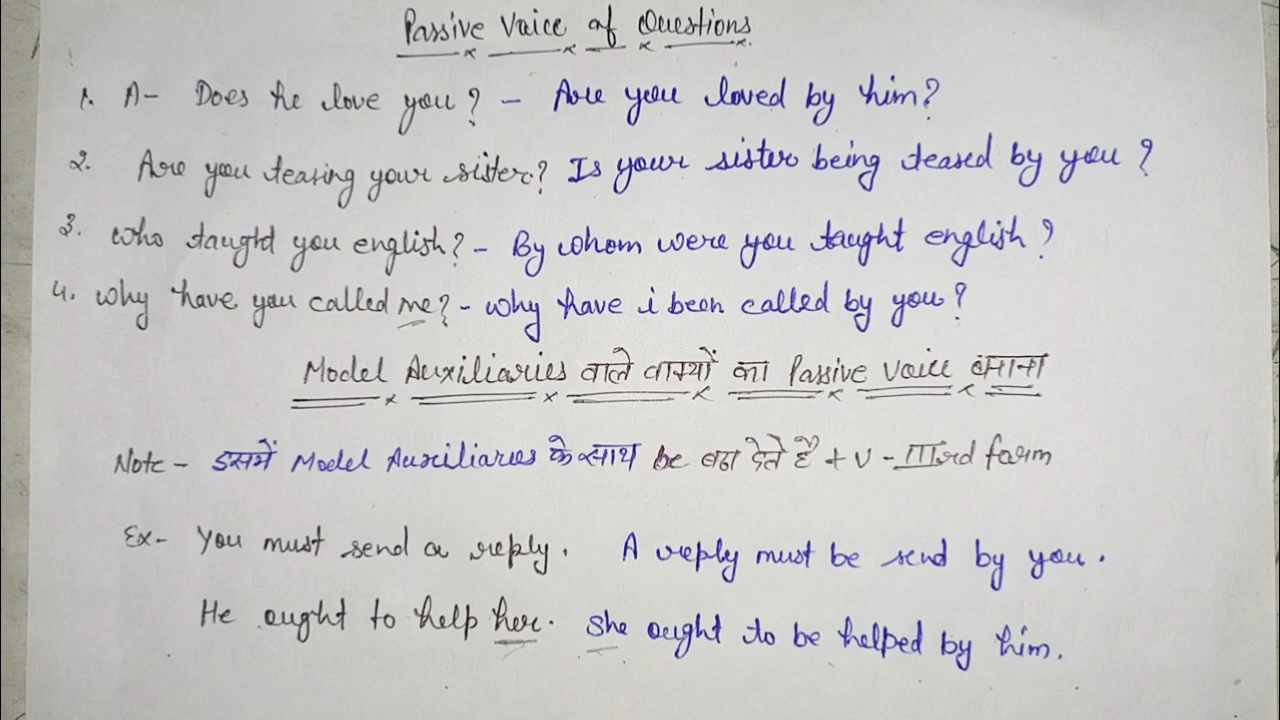 Passive Voice of Questions
1. A- Does he love you? - Are you loved by him?
2. Are you teasing your sister? Is your sister being teased by you?
3. Who taught you english? - By whom were you taught english?
4. Why have you called me? - why have i been called by you?
Model Auxiliaries वाले वाक्यों का Passive voice बनाना
Note - इसमें Model Auxiliaries के साथ be बढा देते हैं + V - IIIrd form
Ex- You must send a reply. A reply must be send by you.
He ought to help her. She ought to be helped by him.